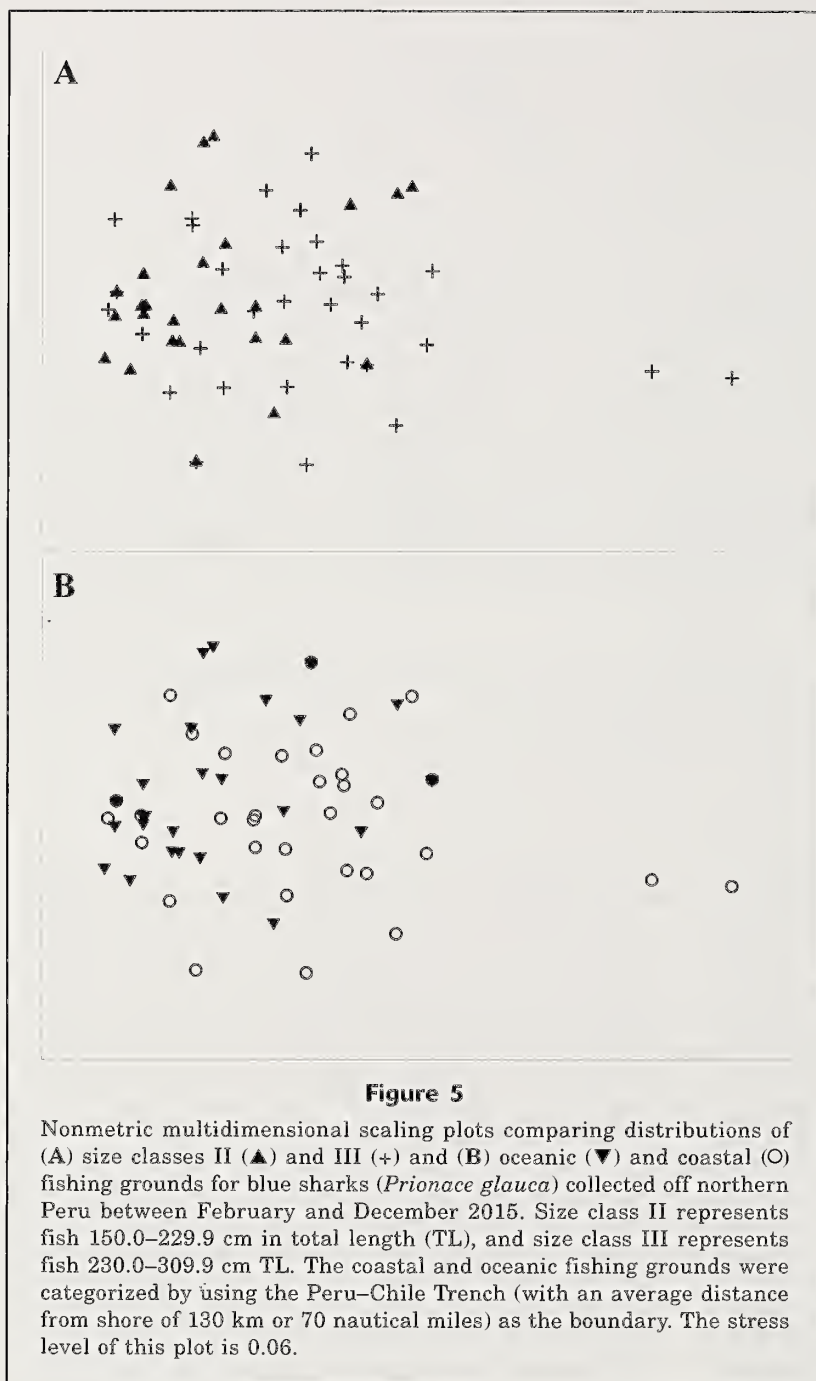 A
B
Figure 5
Nonmetric multidimensional scaling plots comparing distributions of
(A) size classes II (▲) and III (+) and (B) oceanic (▼) and coastal (○)
fishing grounds for blue sharks (Prionace glauca) collected off northern
Peru between February and December 2015. Size class II represents
fish 150.0–229.9 cm in total length (TL), and size class III represents
fish 230.0–309.9 cm TL. The coastal and oceanic fishing grounds were
categorized by using the Peru–Chile Trench (with an average distance
from shore of 130 km or 70 nautical miles) as the boundary. The stress
level of this plot is 0.06.